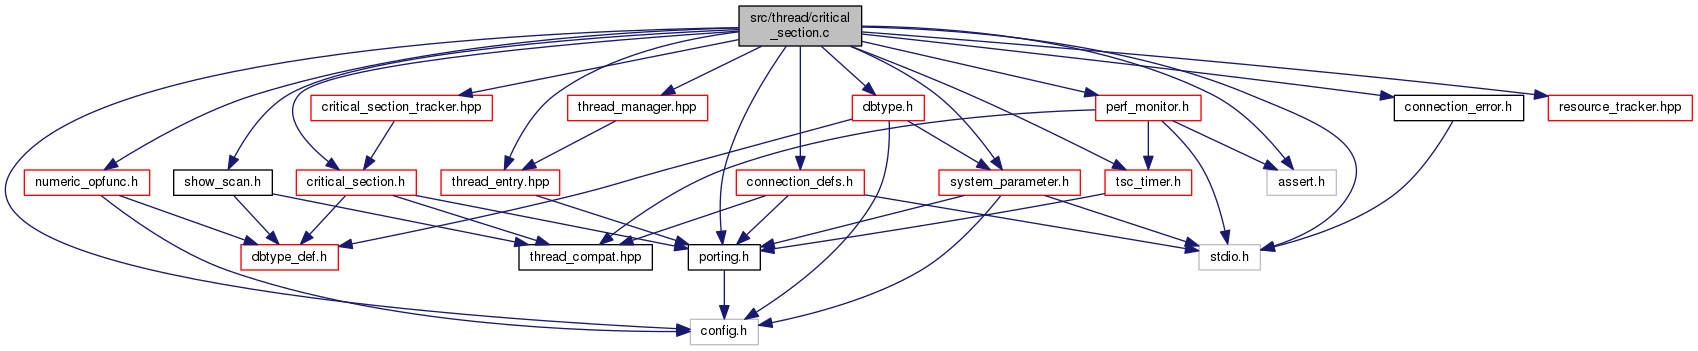 src/thread/critical
_section.c
critical_section_tracker.hpp
thread_manager.hpp
dbtype.h
perf_monitor.h
connection_error.h
resource_tracker.hpp
numeric_opfunc.h
show_scan.h
critical_section.h
thread_entry.hpp
connection_defs.h
system_parameter.h
tsc_timer.h
assert.h
dbtype_def.h
thread_compat.hpp
porting.h
stdio.h
config.h